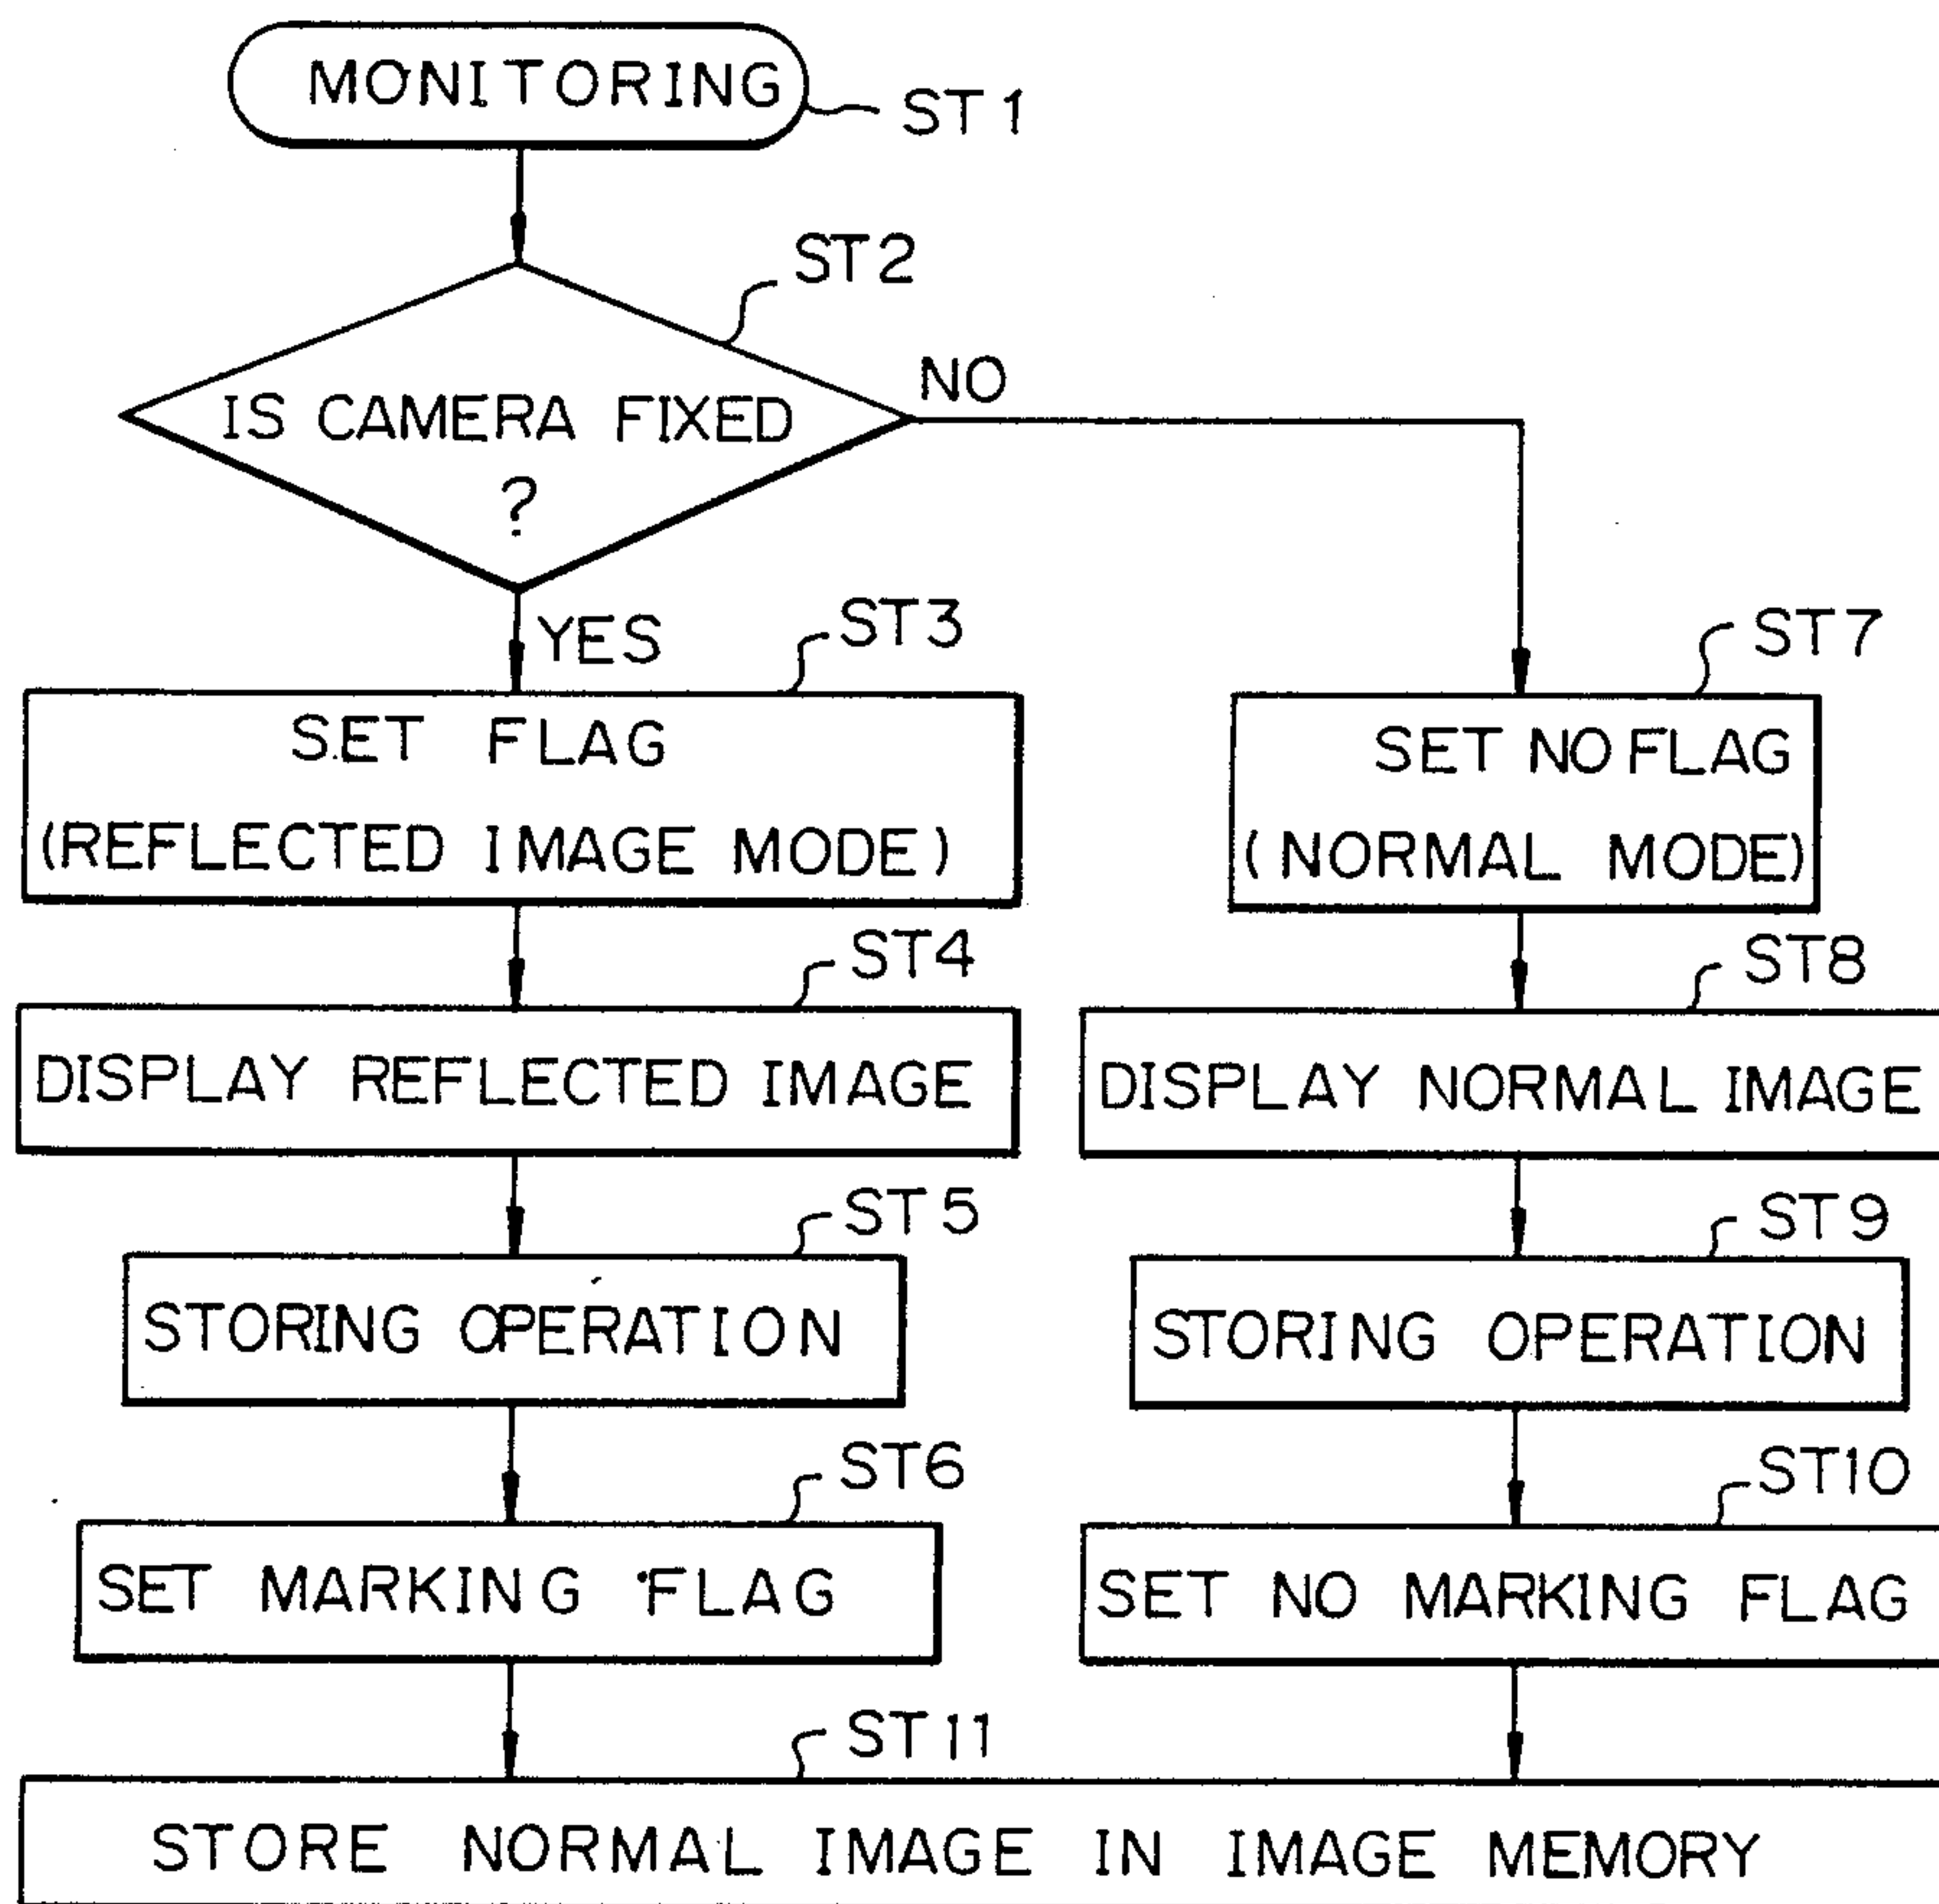 MONITORING
ST1
ST2
IS CAMERA FIXED
?
NO
YES
ST3
SET FLAG
(REFLECTED IMAGE MODE)
ST7
SET NO FLAG
(NORMAL MODE)
ST4
DISPLAY REFLECTED IMAGE
ST8
DISPLAY NORMAL IMAGE
ST5
STORING OPERATION
ST9
STORING OPERATION
ST6
SET MARKING FLAG
ST10
SET NO MARKING FLAG
ST11
STORE NORMAL IMAGE IN IMAGE MEMORY